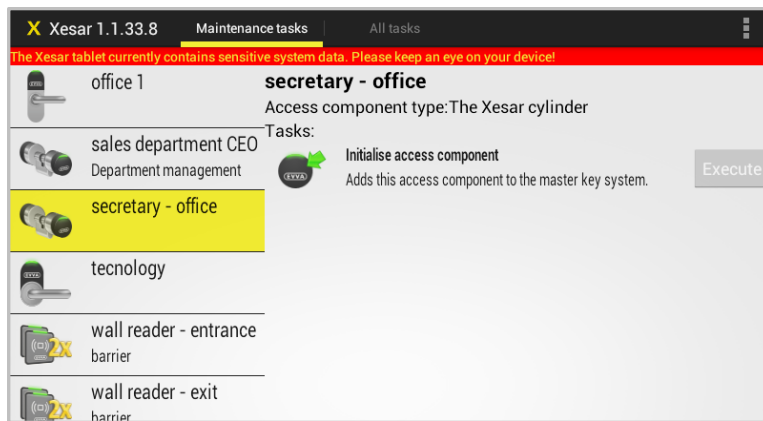 X Xesar 1.1.33.8 Maintenance tasks All tasks
The Xesar tablet currently contains sensitive system data. Please keep an eye on your device!
office 1
sales department CEO
Department management
secretary - office
tecnology
wall reader - entrance
barrier
2x
wall reader - exit
barrier
2x
secretary - office
Access component type:The Xesar cylinder
Tasks:
Initialise access component
Adds this access component to the master key system.
EVVA
Execute